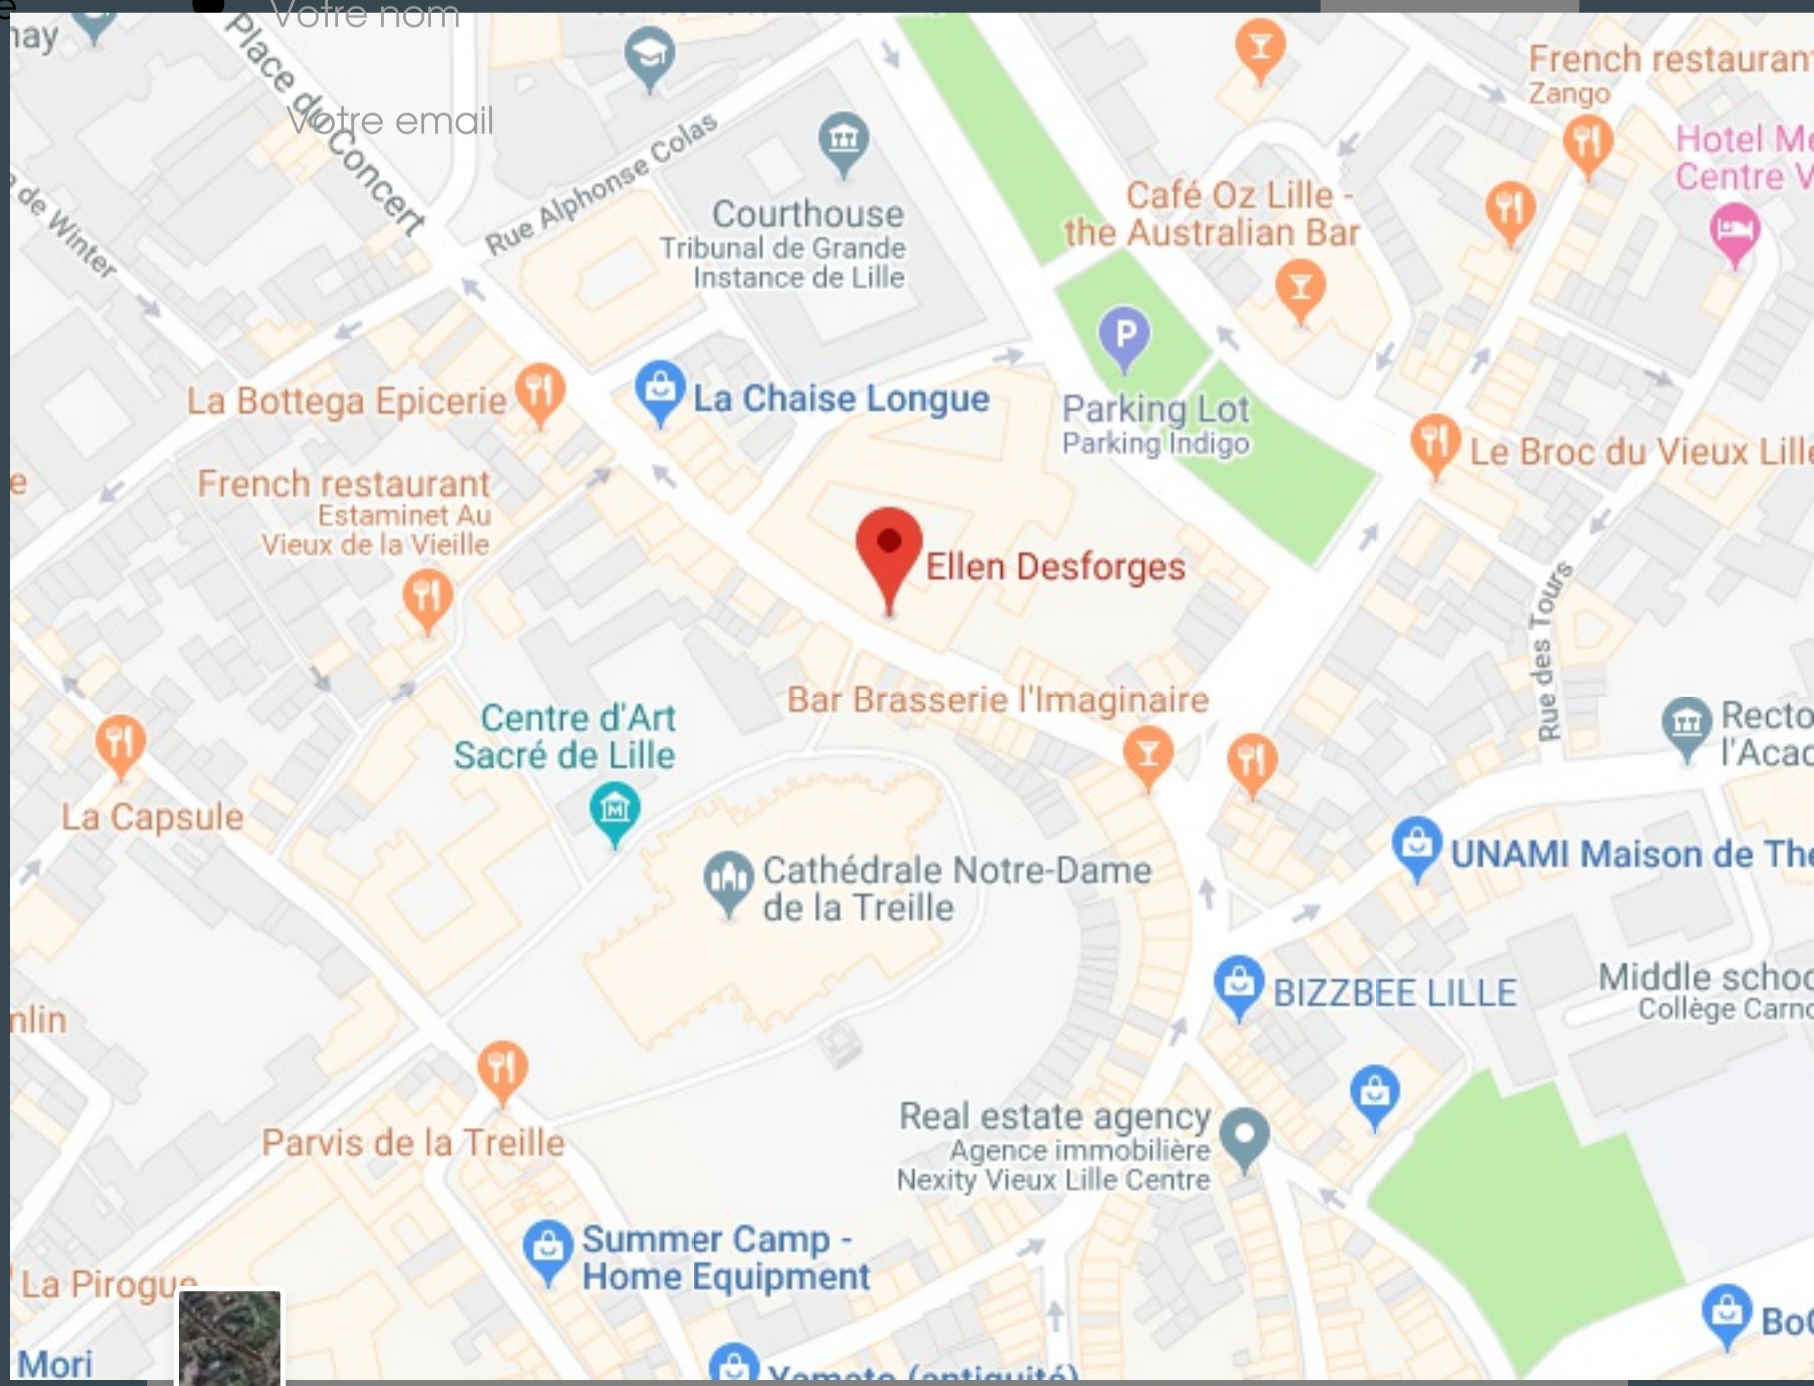 Votre nom
Votre email
Place du Concert
Rue Alphonse Colas
de Winter
Courthouse
Tribunal de Grande
Instance de Lille
Café Oz Lille -
the Australian Bar
French restaurant
Zango
Hotel
Centre
La Bottega Epicerie
La Chaise Longue
Parking Lot
Parking Indigo
Le Broc du Vieux Lille
French restaurant
Estaminet Au
Vieux de la Vieille
Ellen Desforges
Rue des Tours
Bar Brasserie l'Imaginaire
Centre d'Art
Sacré de Lille
La Capsule
Cathédrale Notre-Dame
de la Treille
UNAMI Maison de
BIZZBEE LILLE
Middle
Collège
Parvis de la Treille
Real estate agency
Agence immobilière
Nexity Vieux Lille Centre
Summer Camp -
Home Equipment
La Pirogue
Mori
Yamato (antiquité)